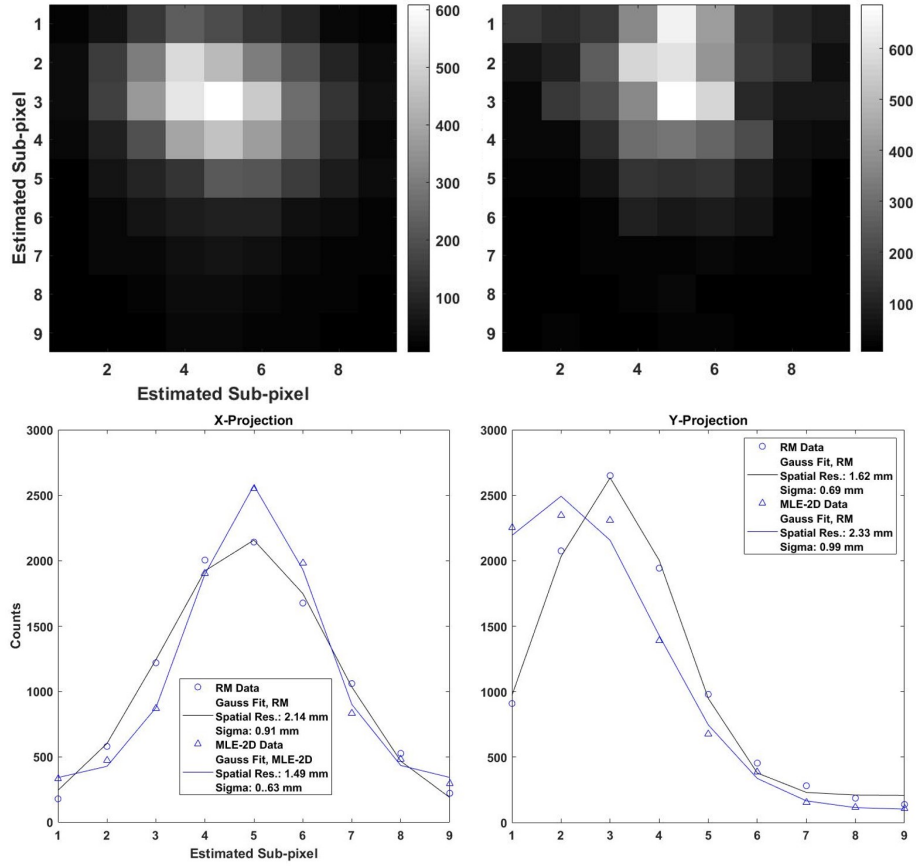 1
2
3
4
5
6
7
8
9
2 4 6 8
Estimated Sub-pixel
Estimated Sub-pixel
600
500
400
300
200
100
1
2
3
4
5
6
7
8
9
2 4 6 8
600
500
400
300
200
100
X-Projection
3000
2500
2000
1500
1000
500
0
Counts
1 2 3 4 5 6 7 8 9
Estimated Sub-pixel
RM Data
Gauss Fit, RM
Spatial Res.: 2.14 mm
Sigma: 0.91 mm
MLE-2D Data
Gauss Fit, MLE-2D
Spatial Res.: 1.49 mm
Sigma: 0..63 mm
Y-Projection
3000
2500
2000
1500
1000
500
0
1 2 3 4 5 6 7 8 9
RM Data
Gauss Fit, RM
Spatial Res.: 1.62 mm
Sigma: 0.69 mm
MLE-2D Data
Gauss Fit, RM
Spatial Res.: 2.33 mm
Sigma: 0.99 mm